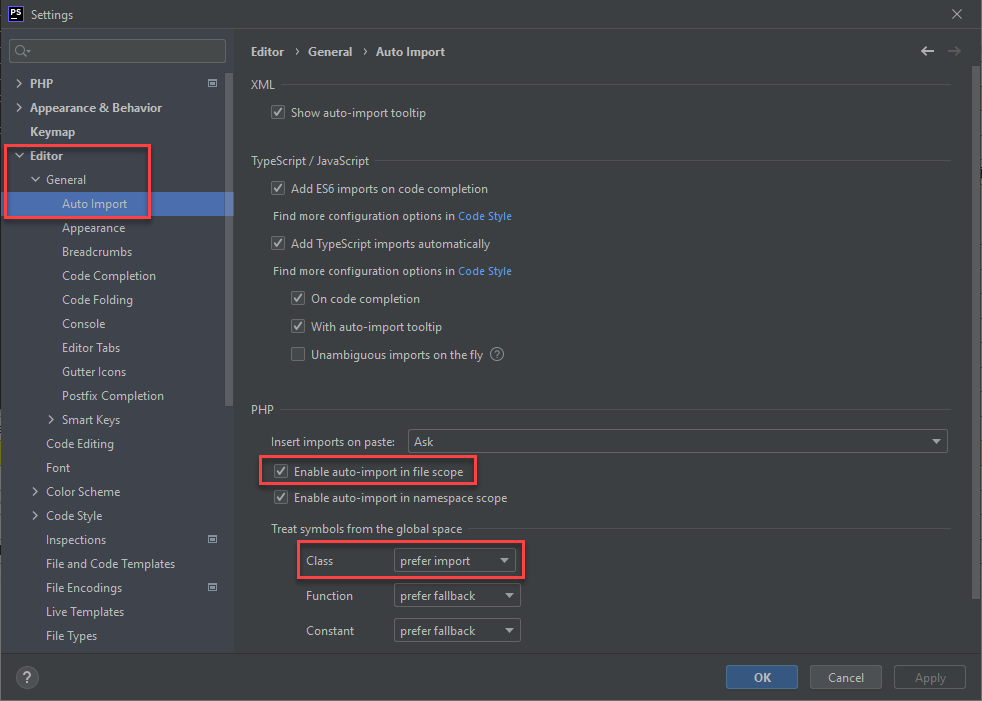 PS Settings
PHP
Appearance & Behavior
Keymap
Editor
General
Auto Import
Appearance
Breadcrumbs
Code Completion
Code Folding
Console
Editor Tabs
Gutter Icons
Postfix Completion
Smart Keys
Code Editing
Font
Color Scheme
Code Style
Inspections
File and Code Templates
File Encodings
Live Templates
File Types
Editor › General › Auto Import
XML
Show auto-import tooltip
TypeScript / JavaScript
Add ES6 imports on code completion
Find more configuration options in Code Style
Add TypeScript imports automatically
Find more configuration options in Code Style
On code completion
With auto-import tooltip
Unambiguous imports on the fly ?
PHP
Insert imports on paste: Ask
Enable auto-import in file scope
Enable auto-import in namespace scope
Treat symbols from the global space
Class prefer import
Function prefer fallback
Constant prefer fallback
? OK Cancel Apply